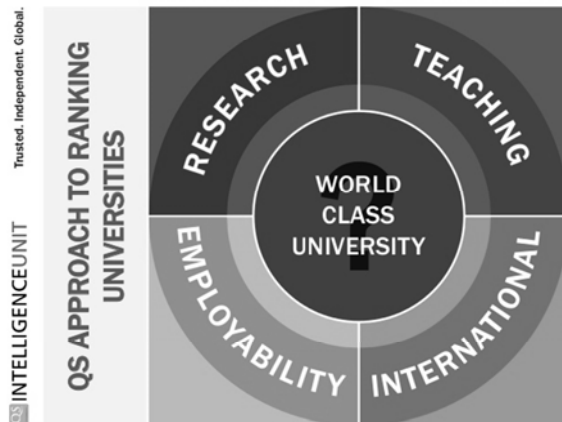 QS INTELLIGENCEUNIT
Trusted. Independent. Global.
QS APPROACH TO RANKING
UNIVERSITIES
RESEARCH
TEACHING
WORLD
CLASS
UNIVERSITY
?
EMPLOYABILITY
INTERNATIONAL